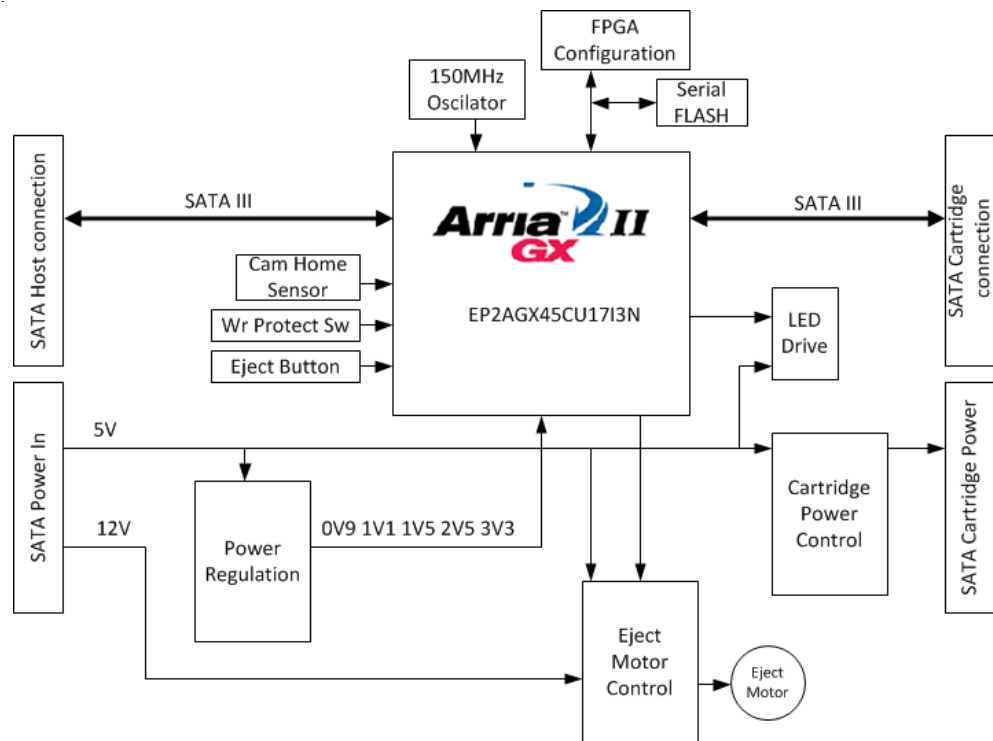 FPGA
Configuration
150MHz
Oscilator
Serial
FLASH
SATA Host connection
SATA III
Arria™ II
GX
EP2AGX45CU17I3N
SATA III
SATA Cartridge
connection
Cam Home
Sensor
Wr Protect Sw
Eject Button
LED
Drive
SATA Power In
5V
12V
Power
Regulation
0V9 1V1 1V5 2V5 3V3
Cartridge
Power
Control
SATA Cartridge Power
Eject
Motor
Control
Eject
Motor